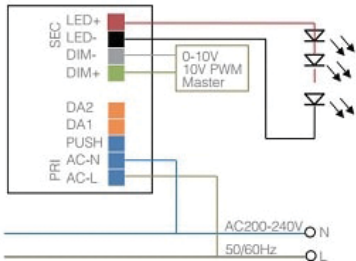 SEC
LED+
LED-
DIM-
DIM+
0-10V
10V PWM
Master
DA2
DA1
PUSH
PRI
AC-N
AC-L
AC200-240V
N
50/60Hz
L